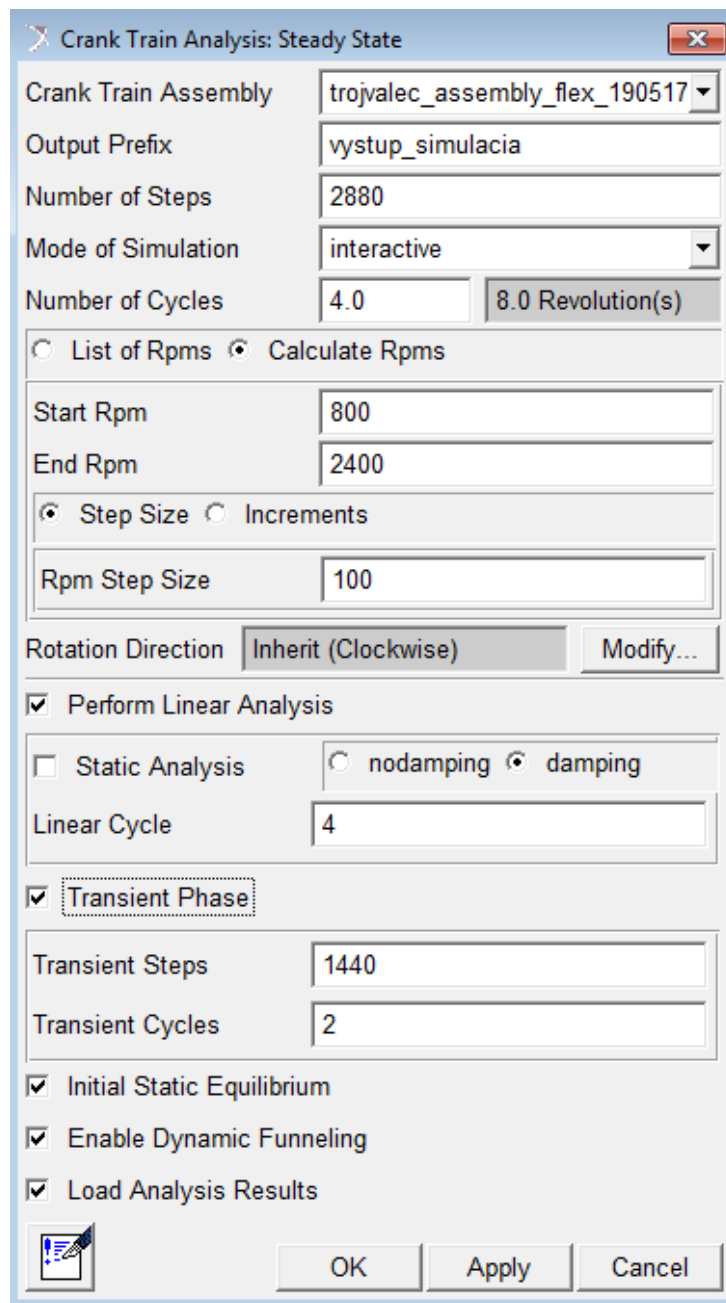 Crank Train Analysis: Steady State
Crank Train Assembly trojvalec_assembly_flex_190517
Output Prefix vystup_simulacia
Number of Steps 2880
Mode of Simulation interactive
Number of Cycles 4.0 8.0 Revolution(s)
List of Rpms Calculate Rpms
Start Rpm 800
End Rpm 2400
Step Size Increments
Rpm Step Size 100
Rotation Direction Inherit (Clockwise) Modify...
Perform Linear Analysis
Static Analysis nodamping damping
Linear Cycle 4
Transient Phase
Transient Steps 1440
Transient Cycles 2
Initial Static Equilibrium
Enable Dynamic Funneling
Load Analysis Results
OK Apply Cancel